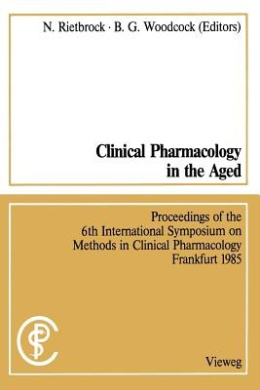 N. Rietbrock · B. G. Woodcock (Editors)
Clinical Pharmacology
in the Aged
Proceedings of the
6th International Symposium on
Methods in Clinical Pharmacology
Frankfurt 1985
Vieweg